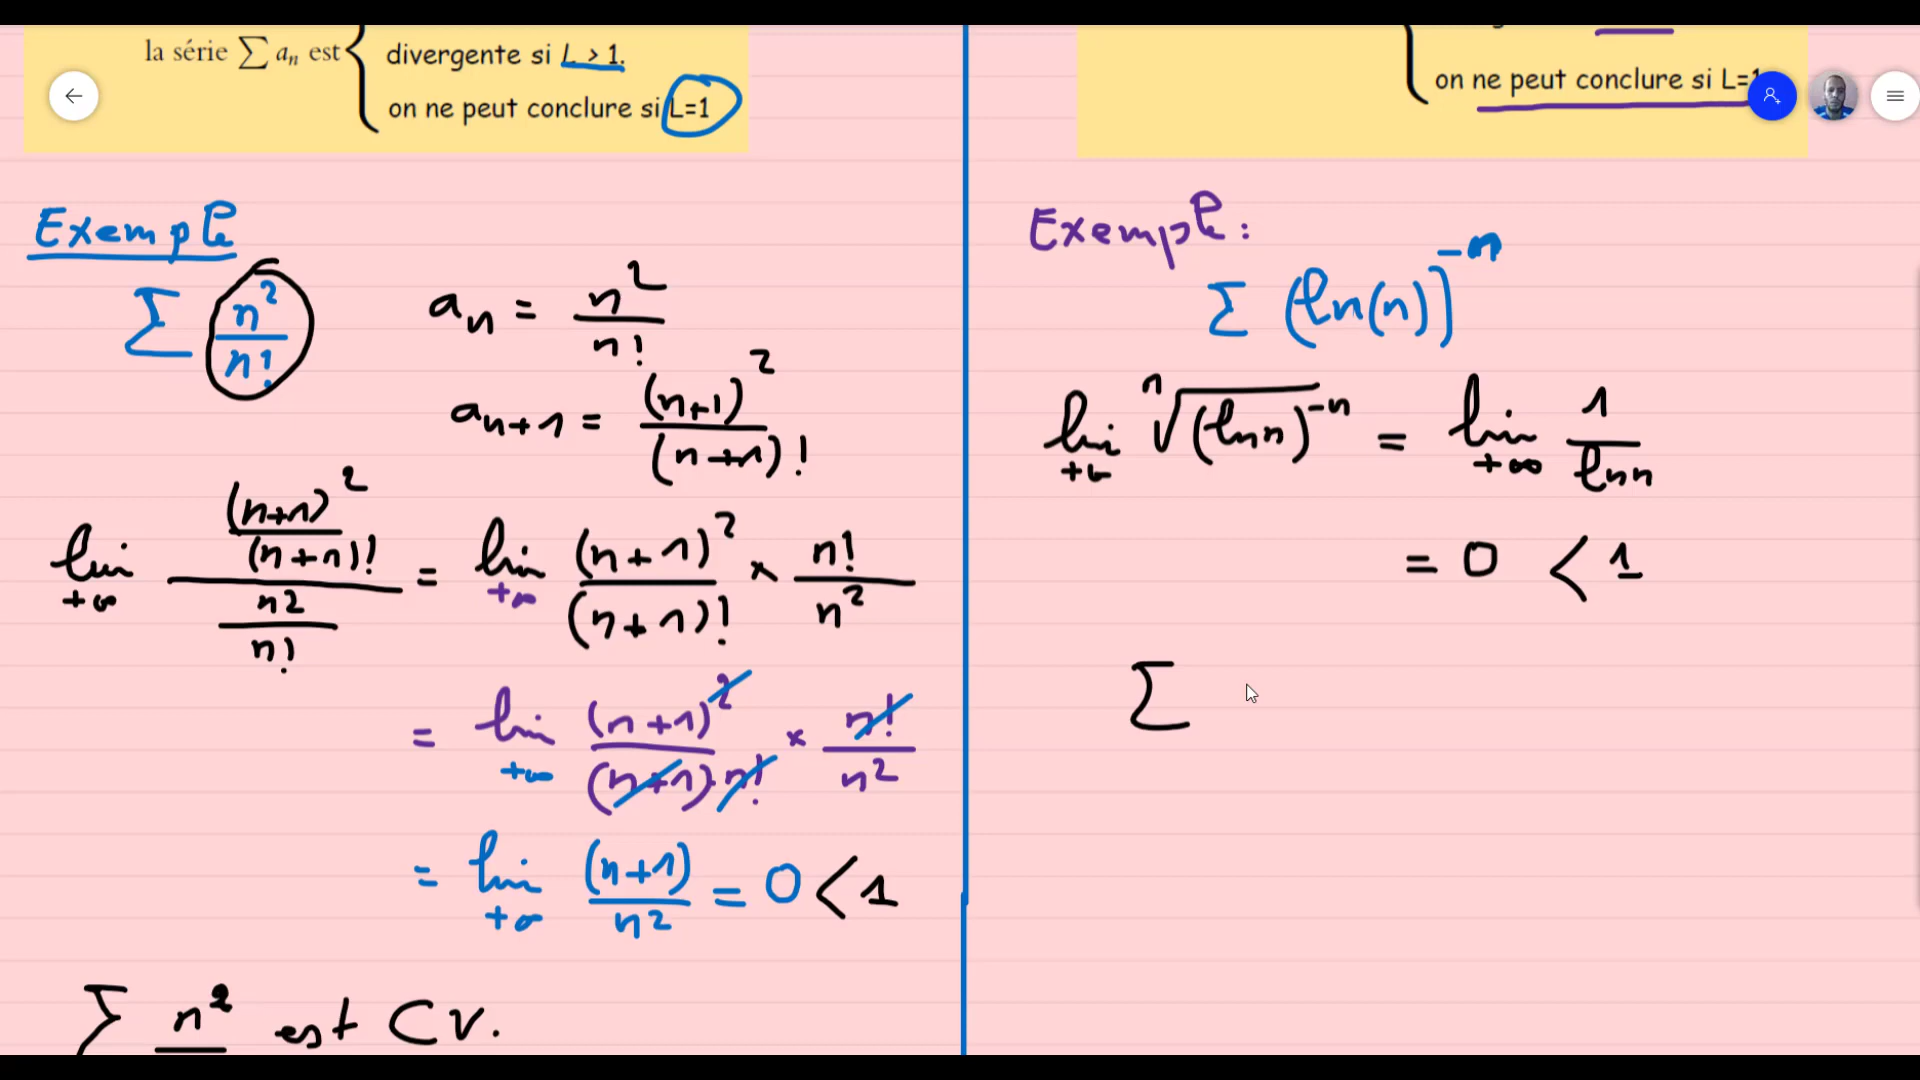 la série ∑ aₙ est
divergente si L > 1.
on ne peut conclure si L=1
Exemple
∑ n²/n!
aₙ = n²/n!
aₙ₊₁ = (n+1)²/(n+1)!
lim +∞ ((n+1)²/(n+1)!)/(n²/n!) = lim +∞ (n+1)²/(n+1)! × n!/n²
= lim +∞ (n+1)²/((n+1)·n!) × n!/n²
= lim +∞ (n+1)/n² = 0 < 1
∑ n² est CV.
on ne peut conclure si L=1
Exemple:
∑ (ln(n))⁻ⁿ
lim +∞ ⁿ√(ln n)⁻ⁿ = lim +∞ 1/ln n
= 0 < 1
∑